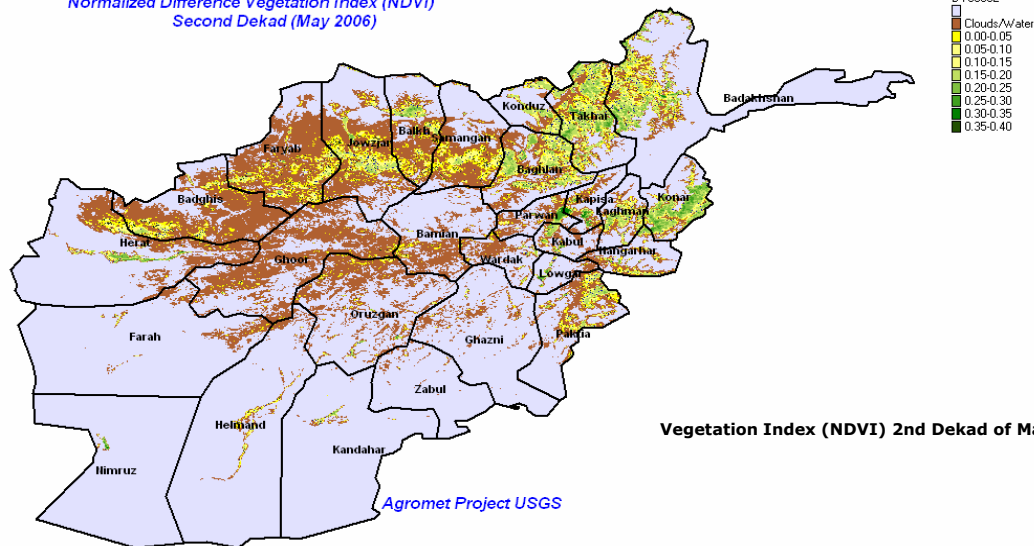 Normalized Difference Vegetation Index (NDVI)
Second Dekad (May 2006)
Clouds/Water
0.00-0.05
0.05-0.10
0.10-0.15
0.15-0.20
0.20-0.25
0.25-0.30
0.30-0.35
0.35-0.40
Badakhshan
Konduz
Takhar
Balkh
Jowzjan
Samangan
Faryab
Baghlan
Badghis
Kapisa
Konar
Laghman
Parwan
Bamian
Kabul
Herat
Nangarhar
Ghoor
Wardak
Lowgar
Oruzgan
Farah
Ghazni
Paktia
Zabul
Helmand
Vegetation Index (NDVI) 2nd Dekad of Ma
Kandahar
Nimruz
Agromet Project USGS